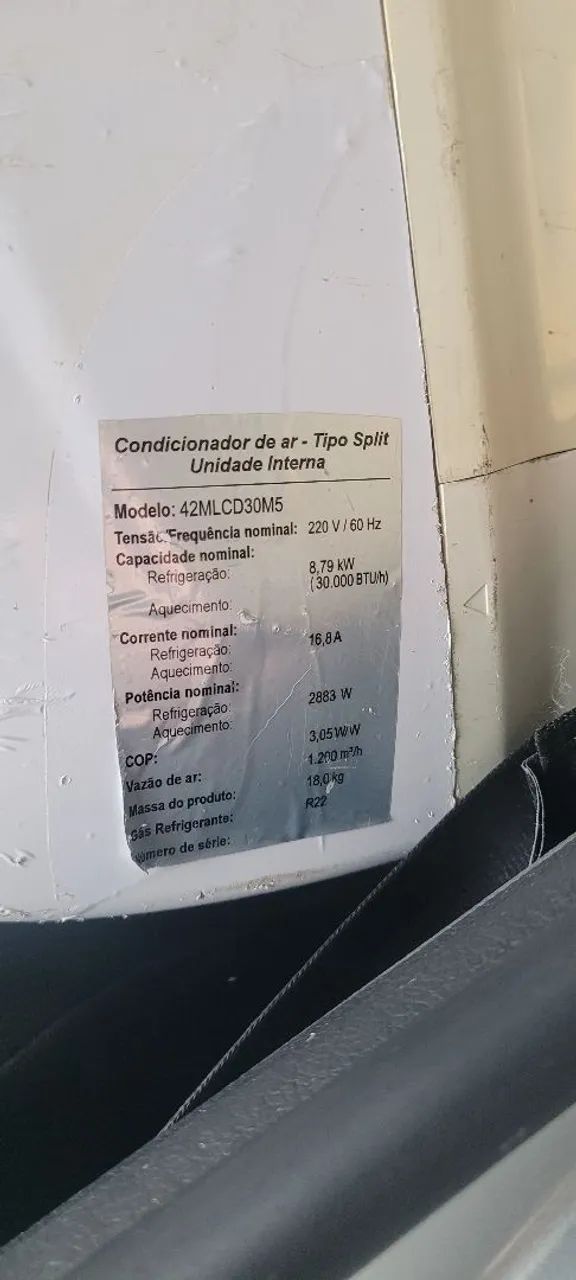 Condicionador de ar - Tipo Split
Unidade Interna
Modelo: 42MLCD30M5
Tensão/Frequência nominal: 220 V / 60 Hz
Capacidade nominal:
Refrigeração: 8,79 kW
(30.000 BTU/h)
Aquecimento:
Corrente nominal:
Refrigeração: 16,8 A
Aquecimento:
Potência nominal:
Refrigeração: 2883 W
Aquecimento:
COP: 3,05 W/W
Vazão de ar: 1.200 m³/h
Massa do produto: 18,0 kg
Gás Refrigerante: R22
Número de série: